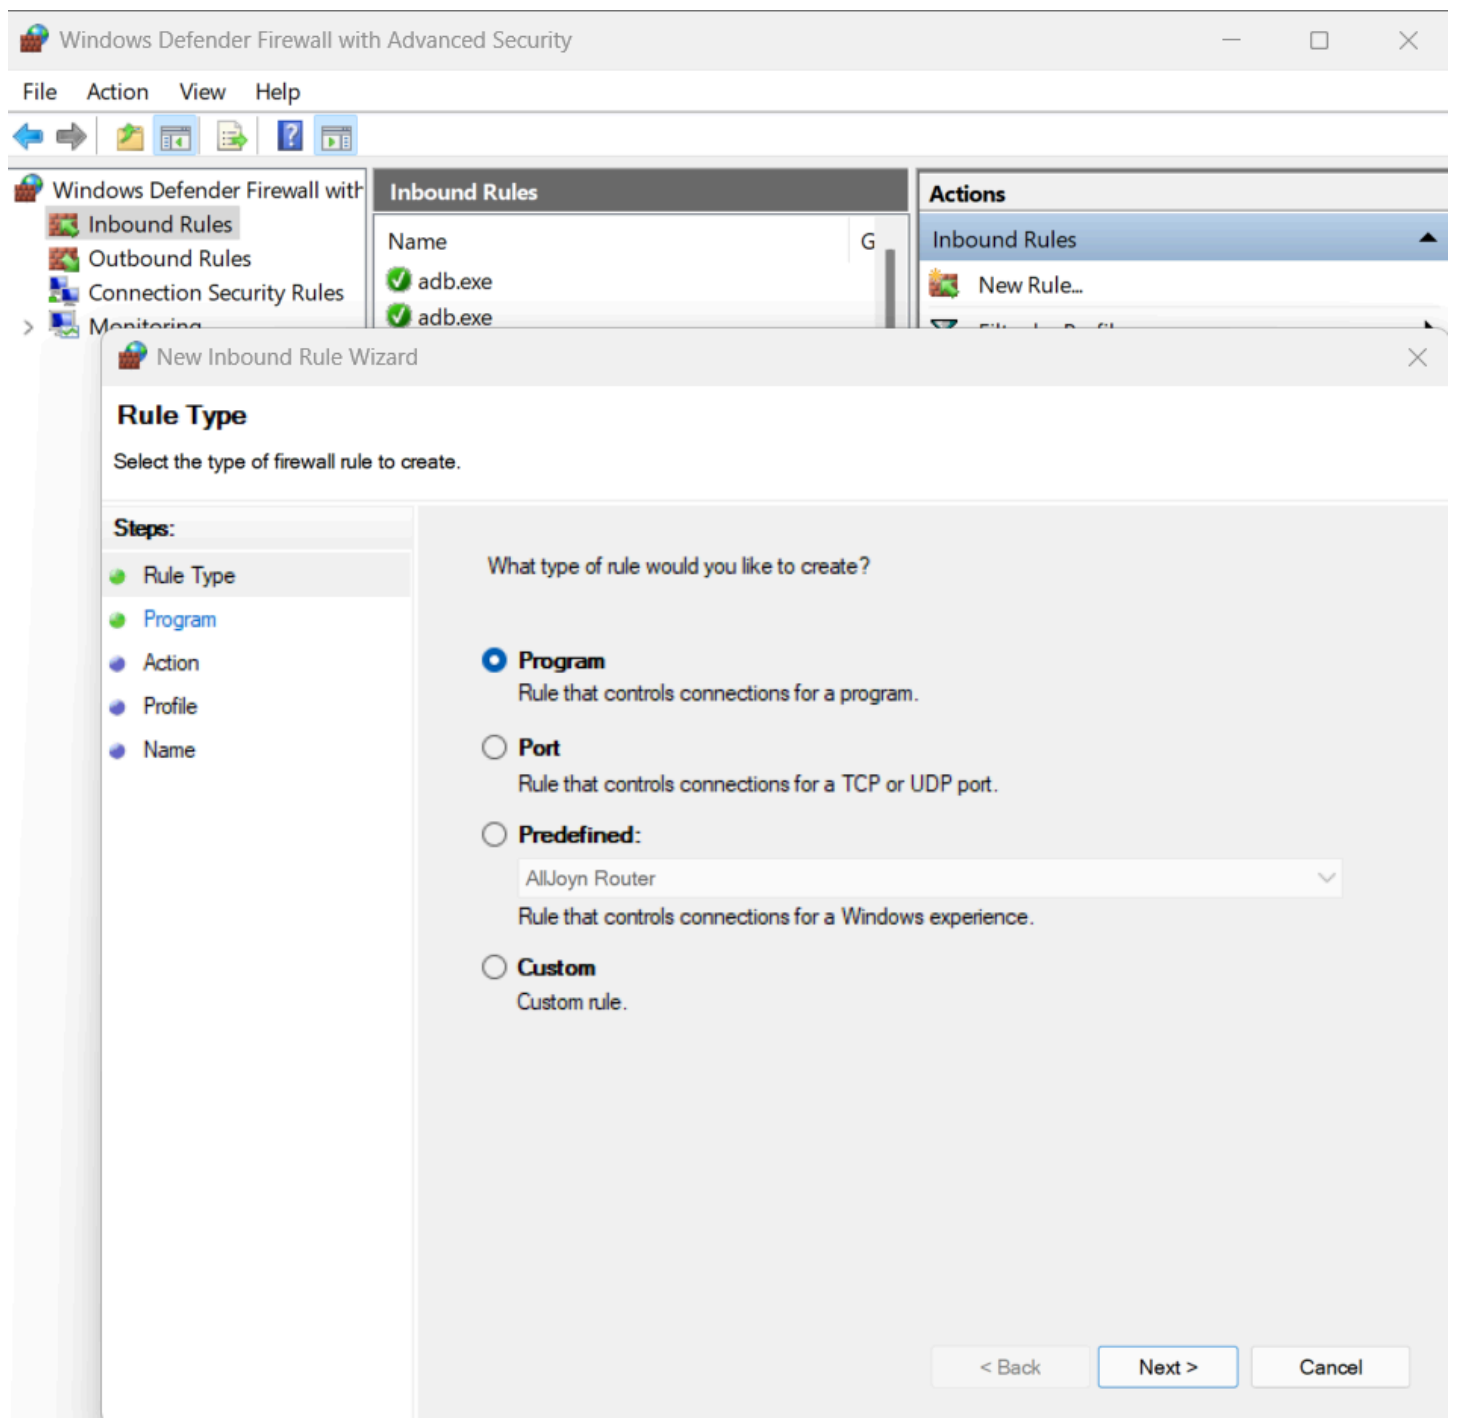 Windows Defender Firewall with Advanced Security
File Action View Help
Windows Defender Firewall with
Inbound Rules
Outbound Rules
Connection Security Rules
Monitoring
Inbound Rules
Name G
adb.exe
adb.exe
Actions
Inbound Rules
New Rule...
New Inbound Rule Wizard
Rule Type
Select the type of firewall rule to create.
Steps:
Rule Type
Program
Action
Profile
Name
What type of rule would you like to create?
Program
Rule that controls connections for a program.
Port
Rule that controls connections for a TCP or UDP port.
Predefined:
AllJoyn Router
Rule that controls connections for a Windows experience.
Custom
Custom rule.
< Back Next > Cancel